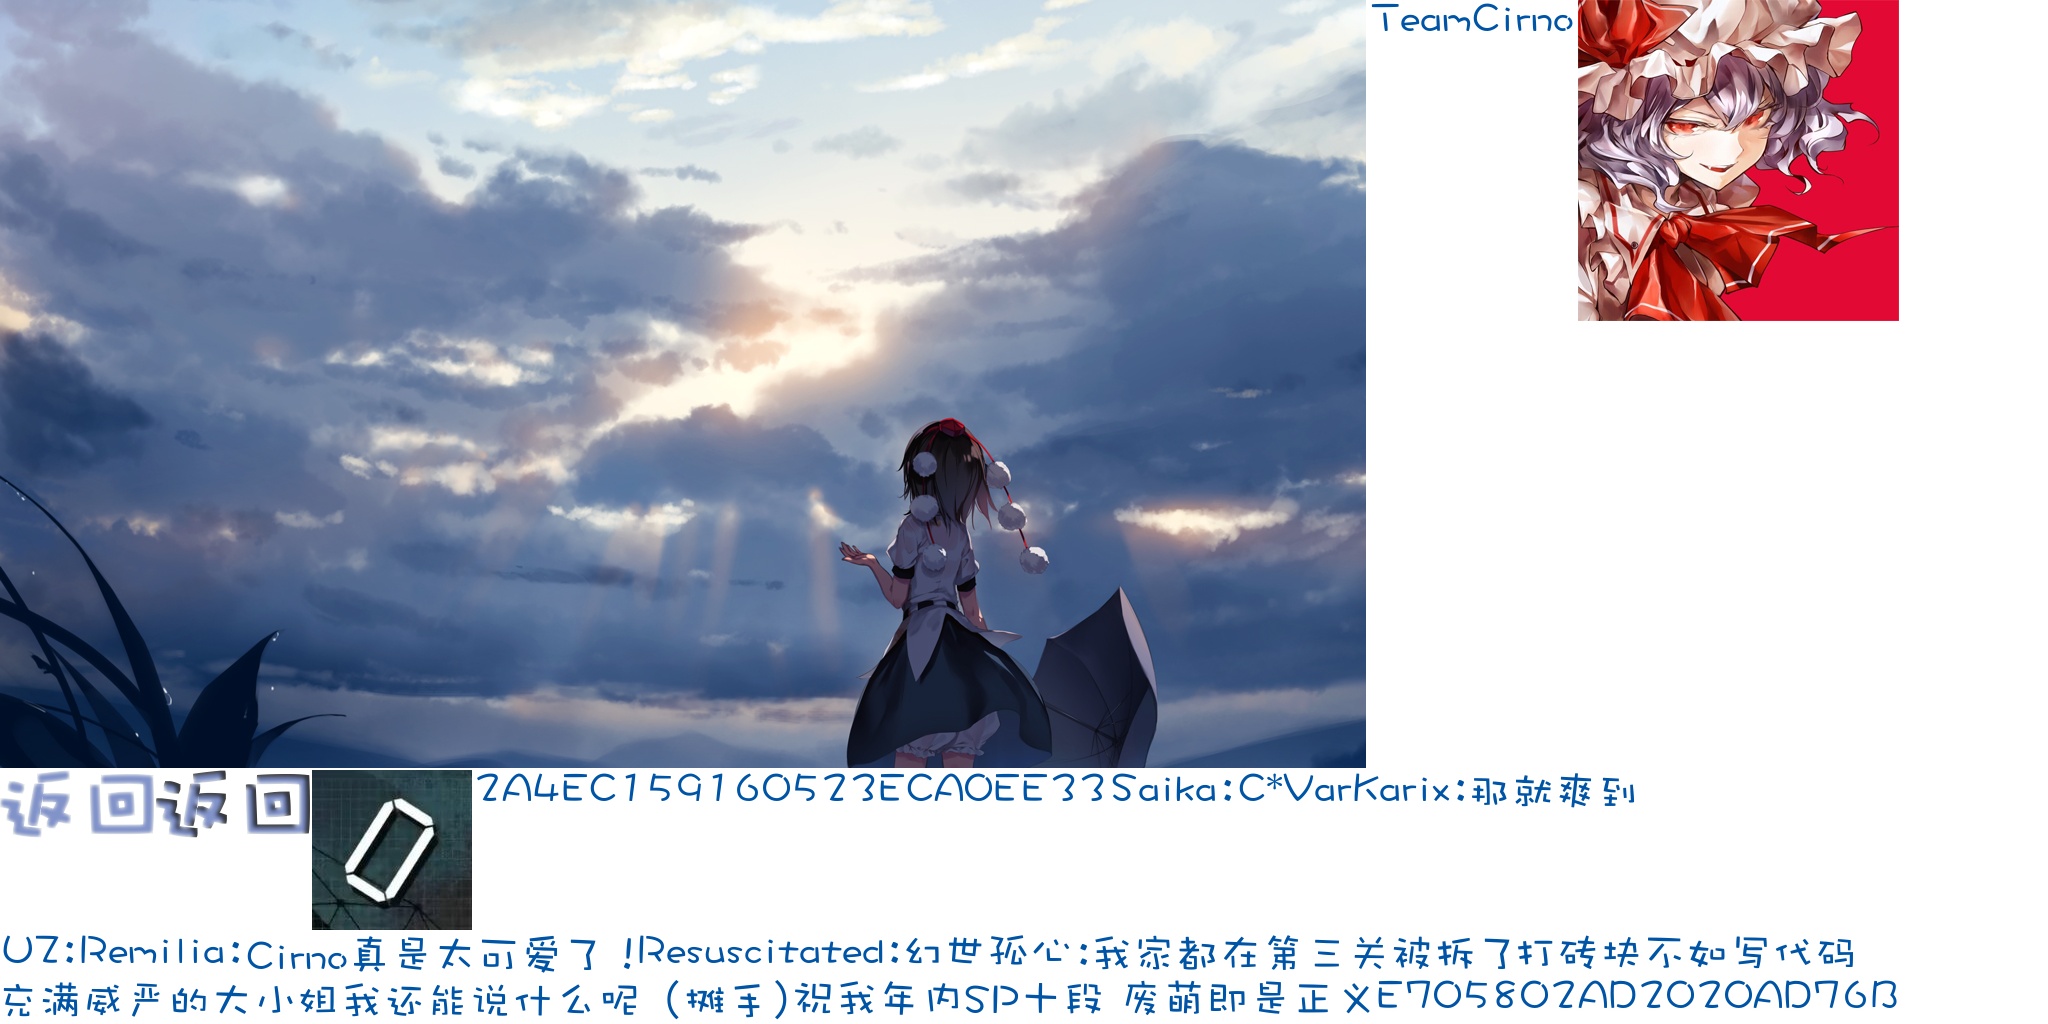 TeamCirno
返回返回
0
2A4EC159160523ECA0EE33Saika:C*VarKarix:那就爽到
UZ:Remilia:Cirno真是太可爱了!Resuscitated:幻世孤心:我家都在第三关被拆了打砖块不如写代码
充满威严的大小姐我还能说什么呢(摊手)祝我年内SP十段 废萌即是正义E705802AD2020AD76B